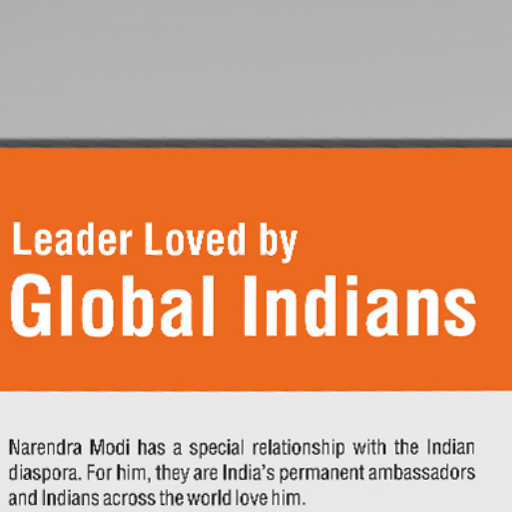 Leader Loved by
Global Indians
Narendra Modi has a special relationship with the Indian
diaspora. For him, they are India's permanent ambassadors
and Indians across the world love him.